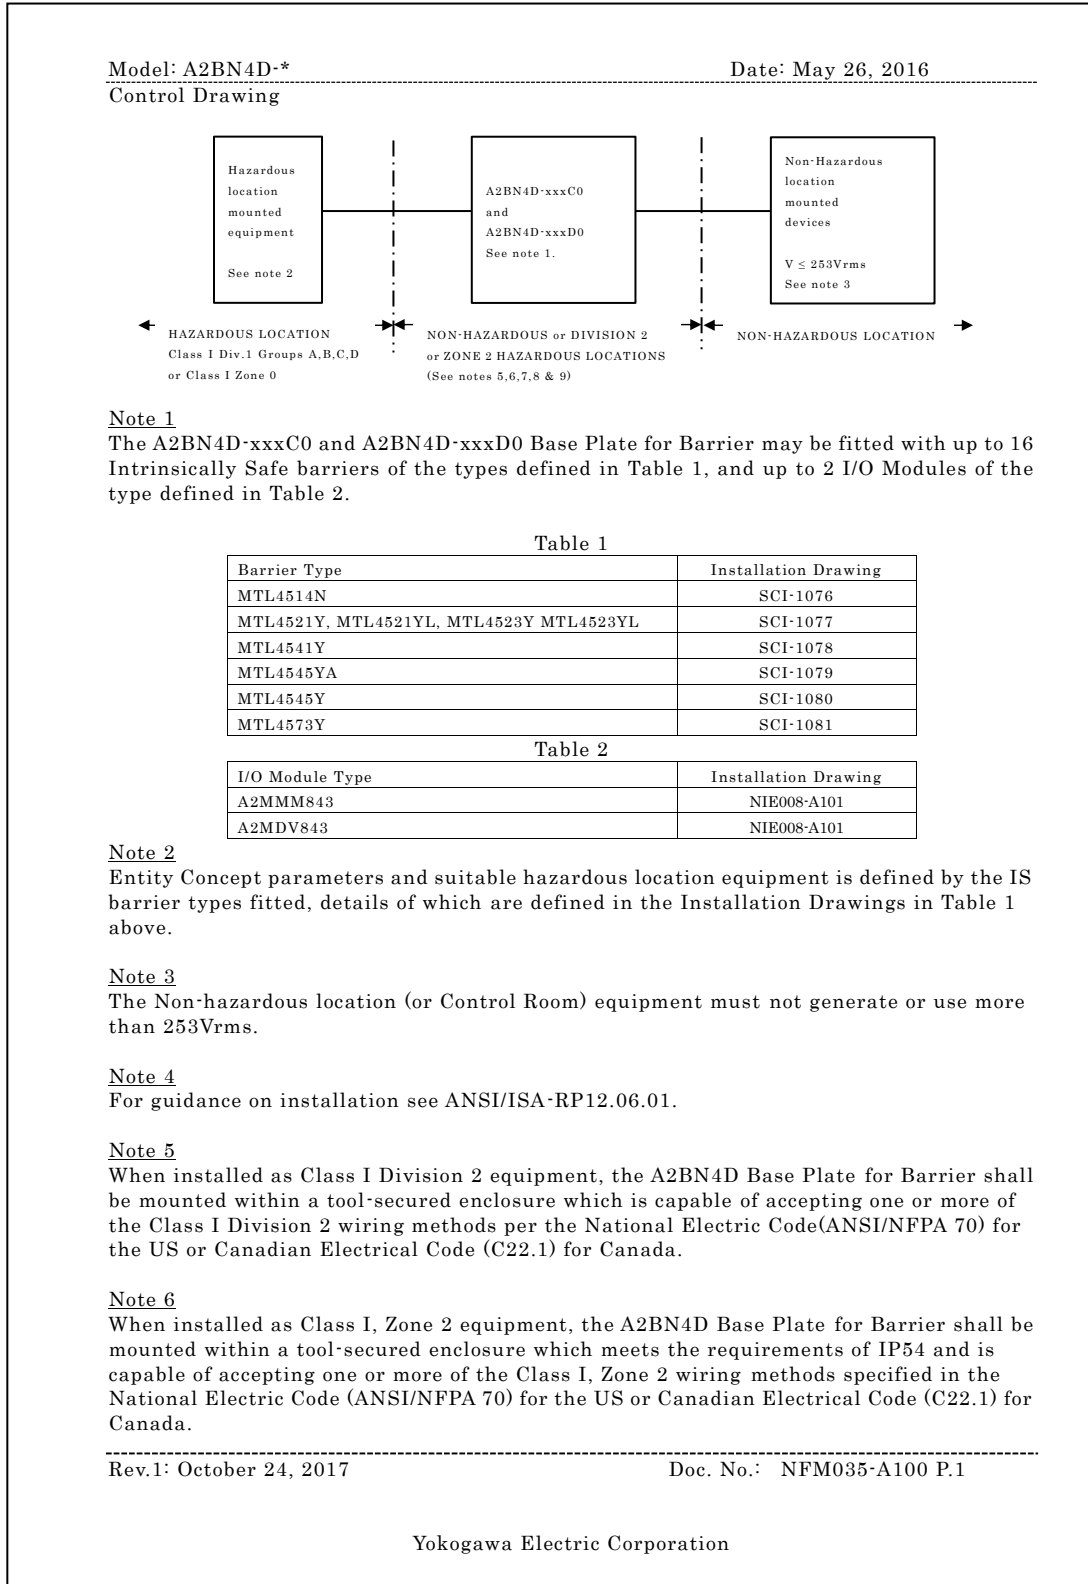 Model: A2BN4D-* Date: May 26, 2016
Control Drawing
Hazardous
location
mounted
equipment
See note 2
A2BN4D-xxxC0
and
A2BN4D-xxxD0
See note 1.
Non-Hazardous
location
mounted
devices
V ≤ 253Vrms
See note 3
HAZARDOUS LOCATION
Class I Div.1 Groups A,B,C,D
or Class I Zone 0
NON-HAZARDOUS or DIVISION 2
or ZONE 2 HAZARDOUS LOCATIONS
(See notes 5,6,7,8 & 9)
NON-HAZARDOUS LOCATION
Note 1
The A2BN4D-xxxC0 and A2BN4D-xxxD0 Base Plate for Barrier may be fitted with up to 16
Intrinsically Safe barriers of the types defined in Table 1, and up to 2 I/O Modules of the
type defined in Table 2.
Table 1
Barrier Type Installation Drawing
MTL4514N SCI-1076
MTL4521Y, MTL4521YL, MTL4523Y MTL4523YL SCI-1077
MTL4541Y SCI-1078
MTL4545YA SCI-1079
MTL4545Y SCI-1080
MTL4573Y SCI-1081
Table 2
I/O Module Type Installation Drawing
A2MMM843 NIE008-A101
A2MDV843 NIE008-A101
Note 2
Entity Concept parameters and suitable hazardous location equipment is defined by the IS
barrier types fitted, details of which are defined in the Installation Drawings in Table 1
above.
Note 3
The Non-hazardous location (or Control Room) equipment must not generate or use more
than 253Vrms.
Note 4
For guidance on installation see ANSI/ISA-RP12.06.01.
Note 5
When installed as Class I Division 2 equipment, the A2BN4D Base Plate for Barrier shall
be mounted within a tool-secured enclosure which is capable of accepting one or more of
the Class I Division 2 wiring methods per the National Electric Code(ANSI/NFPA 70) for
the US or Canadian Electrical Code (C22.1) for Canada.
Note 6
When installed as Class I, Zone 2 equipment, the A2BN4D Base Plate for Barrier shall be
mounted within a tool-secured enclosure which meets the requirements of IP54 and is
capable of accepting one or more of the Class I, Zone 2 wiring methods specified in the
National Electric Code (ANSI/NFPA 70) for the US or Canadian Electrical Code (C22.1) for
Canada.
Rev.1: October 24, 2017 Doc. No.: NFM035-A100 P.1
Yokogawa Electric Corporation